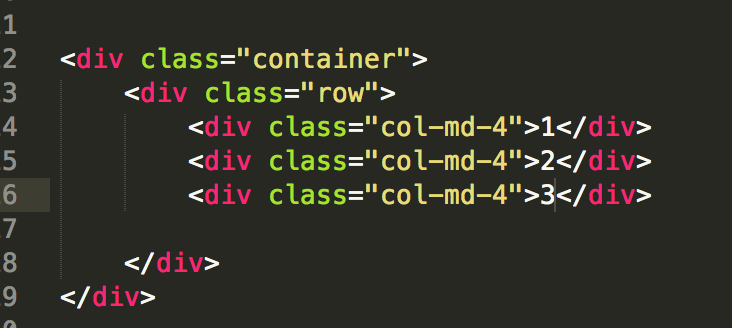 1
2 <div class="container">
3 <div class="row">
4 <div class="col-md-4">1</div>
5 <div class="col-md-4">2</div>
6 <div class="col-md-4">3</div>
7
8 </div>
9 </div>